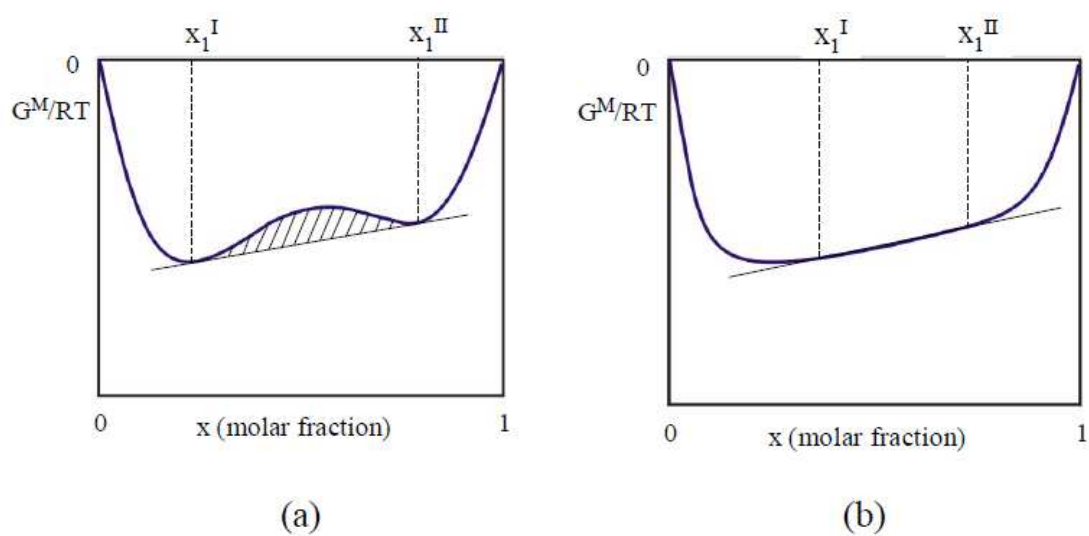 x₁ᴵ x₁ᴵᴵ
0
Gᴹ/RT
0 x (molar fraction) 1
(a)
x₁ᴵ x₁ᴵᴵ
0
Gᴹ/RT
0 x (molar fraction) 1
(b)